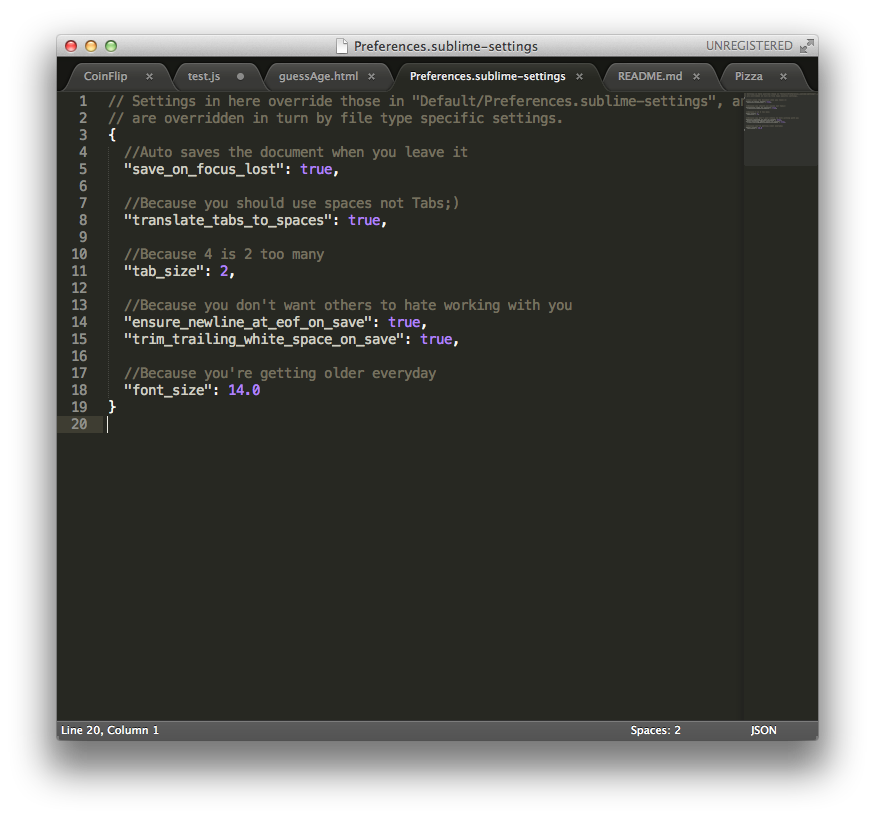 Preferences.sublime-settings
UNREGISTERED
CoinFlip
test.js
guessAge.html
Preferences.sublime-settings
README.md
Pizza
1 // Settings in here override those in "Default/Preferences.sublime-settings", a
2 // are overridden in turn by file type specific settings.
3 {
4 //Auto saves the document when you leave it
5 "save_on_focus_lost": true,
6
7 //Because you should use spaces not Tabs;)
8 "translate_tabs_to_spaces": true,
9
10 //Because 4 is 2 too many
11 "tab_size": 2,
12
13 //Because you don't want others to hate working with you
14 "ensure_newline_at_eof_on_save": true,
15 "trim_trailing_white_space_on_save": true,
16
17 //Because you're getting older everyday
18 "font_size": 14.0
19 }
20
Line 20, Column 1
Spaces: 2
JSON